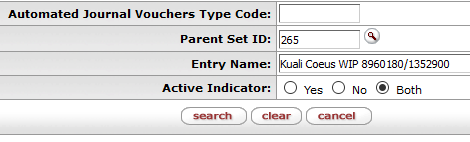 Automated Journal Vouchers Type Code:
Parent Set ID: 265
Entry Name: Kuali Coeus WIP 8960180/1352900
Active Indicator: Yes No Both
search clear cancel